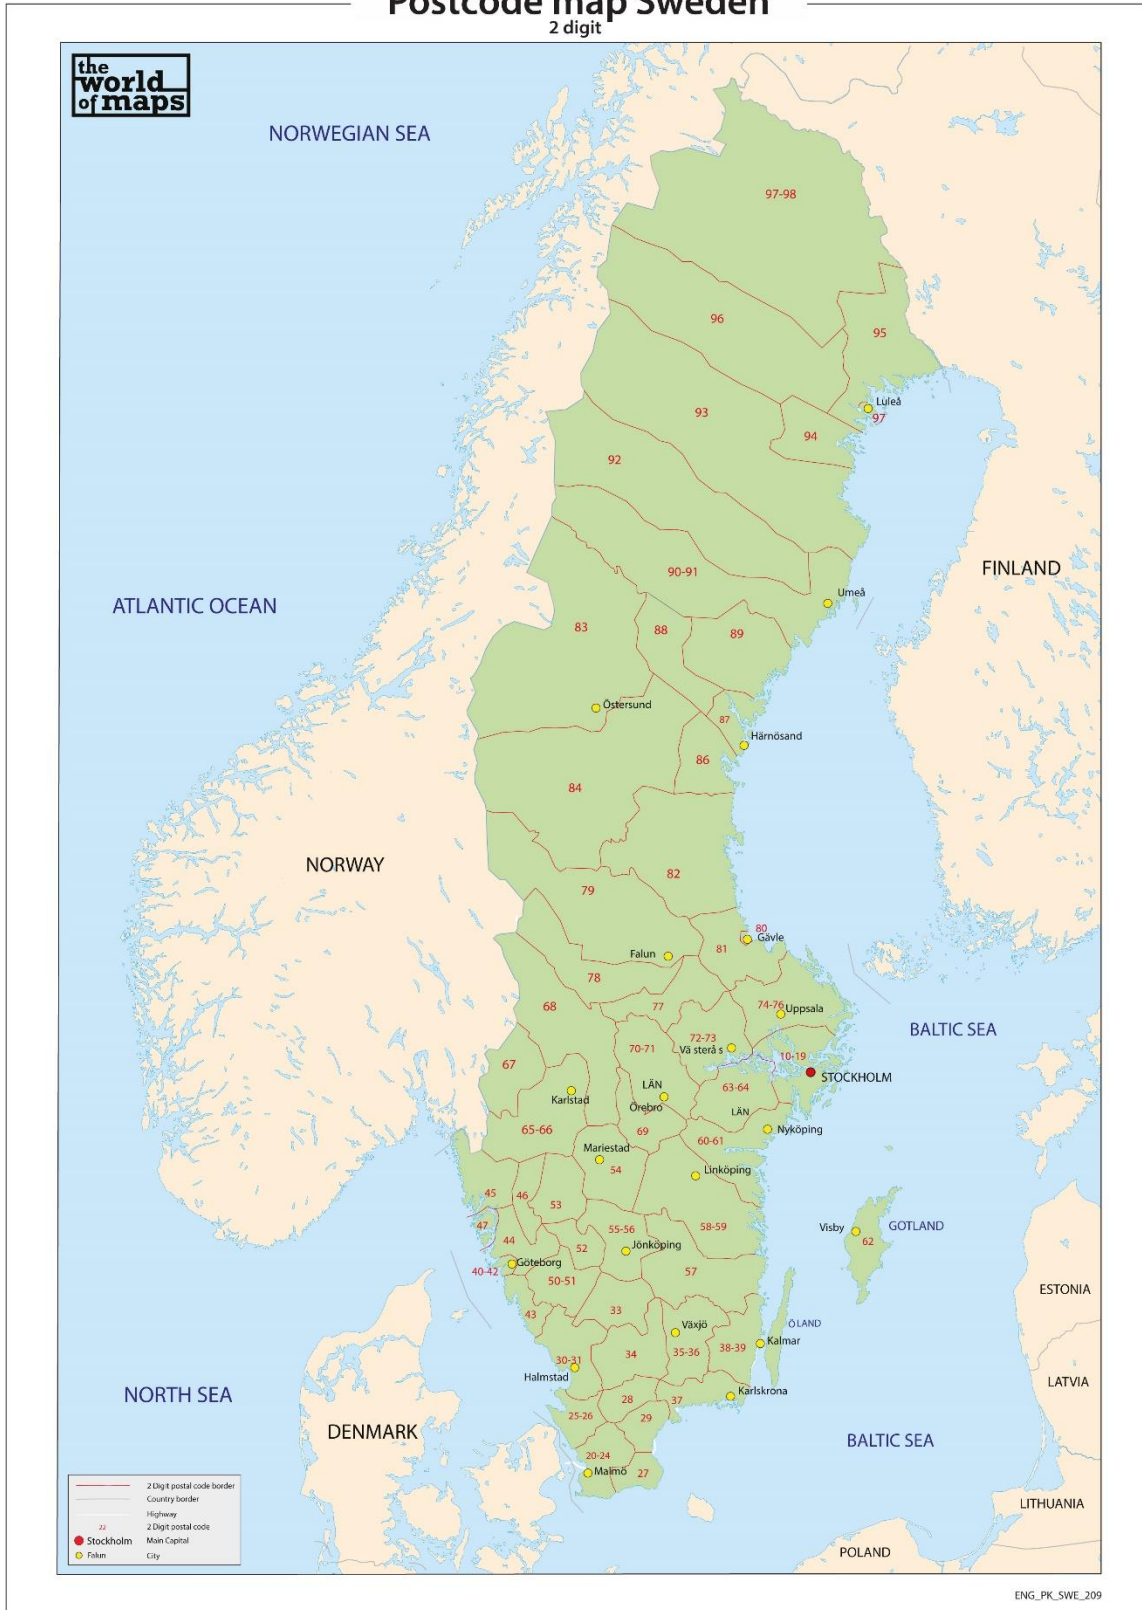 Postcode map Sweden
2 digit
the
world
of maps
NORWEGIAN SEA
97-98
96
95
Luleå
97
93
94
92
90-91
FINLAND
Umeå
ATLANTIC OCEAN
83
88
89
Östersund
87
Härnösand
86
84
NORWAY
82
79
80
Gävle
81
Falun
78
68
77
74-76
Uppsala
BALTIC SEA
72-73
Vä sterå s
70-71
10-19
STOCKHOLM
67
LÄN
63-64
Karlstad
Örebro
LÄN
65-66
69
60-61
Nyköping
Mariestad
54
Linköping
45
46
53
47
44
55-56
58-59
Visby
GOTLAND
62
52
Jönköping
Göteborg
40-42
50-51
57
ESTONIA
43
33
ÖLAND
Växjö
Kalmar
30-31
34
35-36
38-39
Halmstad
LATVIA
NORTH SEA
28
37
Karlskrona
25-26
29
DENMARK
BALTIC SEA
20-24
Malmö
27
2 Digit postal code border
Country border
Highway
22
2 Digit postal code
Stockholm
Main Capital
Falun
City
LITHUANIA
POLAND
ENG_PK_SWE_209